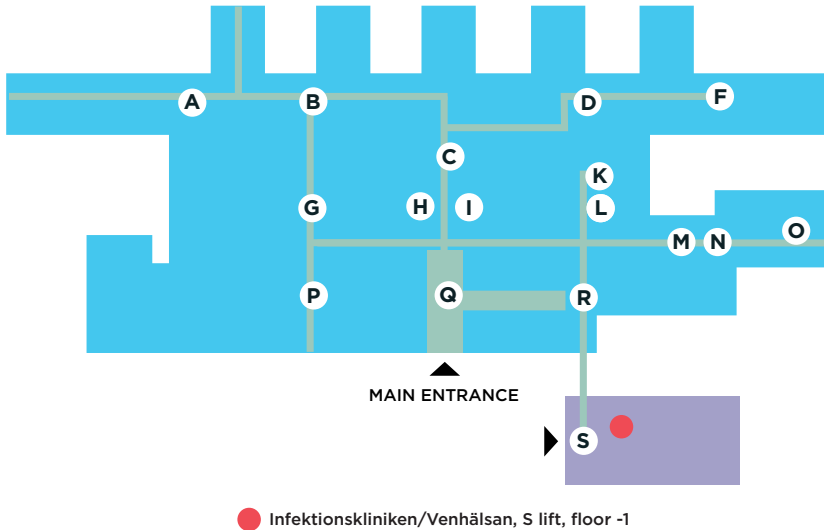 A B D F
C
K
H I L
G
M N O
P Q R
MAIN ENTRANCE
S
Infektionskliniken/Venhälsan, S lift, floor -1